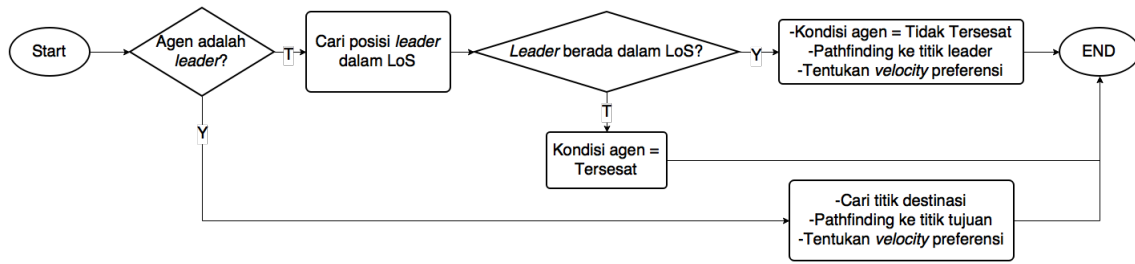 Start
Agen adalah
leader?
T
Cari posisi leader
dalam LoS
Leader berada dalam LoS?
Y
-Kondisi agen = Tidak Tersesat
-Pathfinding ke titik leader
-Tentukan velocity preferensi
END
T
Kondisi agen =
Tersesat
Y
-Cari titik destinasi
-Pathfinding ke titik tujuan
-Tentukan velocity preferensi